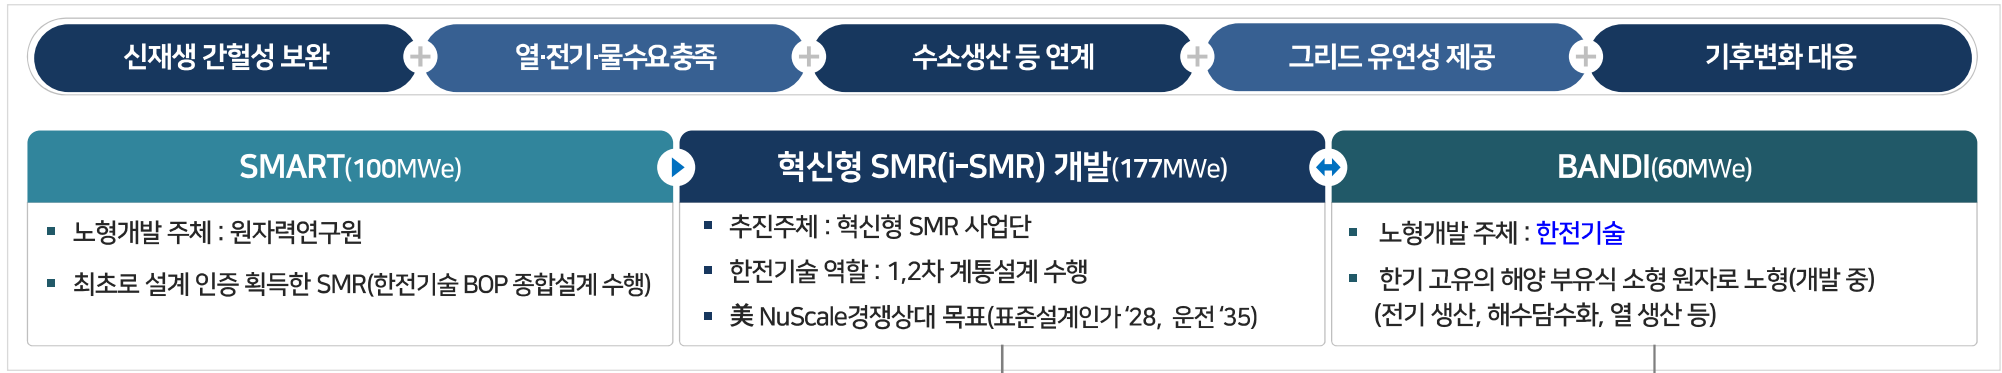 신재생 간헐성 보완 + 열·전기·물수요충족 + 수소생산 등 연계 + 그리드 유연성 제공 + 기후변화 대응
SMART(100MWe)
▪ 노형개발 주체 : 원자력연구원
▪ 최초로 설계 인증 획득한 SMR(한전기술 BOP 종합설계 수행)
혁신형 SMR(i-SMR) 개발(177MWe)
▪ 추진주체 : 혁신형 SMR 사업단
▪ 한전기술 역할 : 1,2차 계통설계 수행
▪ 美 NuScale경쟁상대 목표(표준설계인가 ‘28, 운전 ‘35)
BANDI(60MWe)
▪ 노형개발 주체 : 한전기술
▪ 한기 고유의 해양 부유식 소형 원자로 노형(개발 중)
(전기 생산, 해수담수화, 열 생산 등)